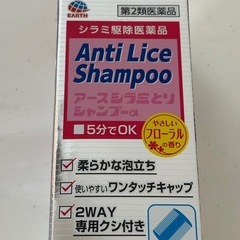 EARTH
第2類医薬品
シラミ駆除医薬品
Anti Lice
Shampoo
アースシラミとり
シャンプーα
5分でOK
やさしい
フローラル
の香り
柔らかな泡立ち
使いやすいワンタッチキャップ
2WAY
専用クシ付き